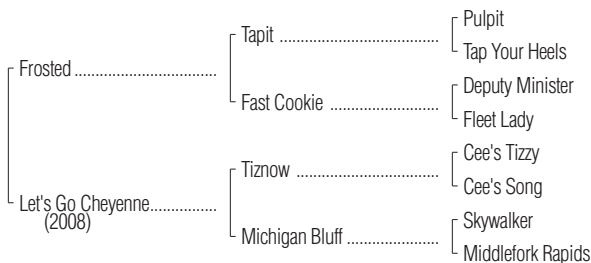 Pulpit
Tapit
Tap Your Heels
Frosted
Deputy Minister
Fast Cookie
Fleet Lady
Cee's Tizzy
Tiznow
Cee's Song
Let's Go Cheyenne
(2008)
Skywalker
Michigan Bluff
Middlefork Rapids